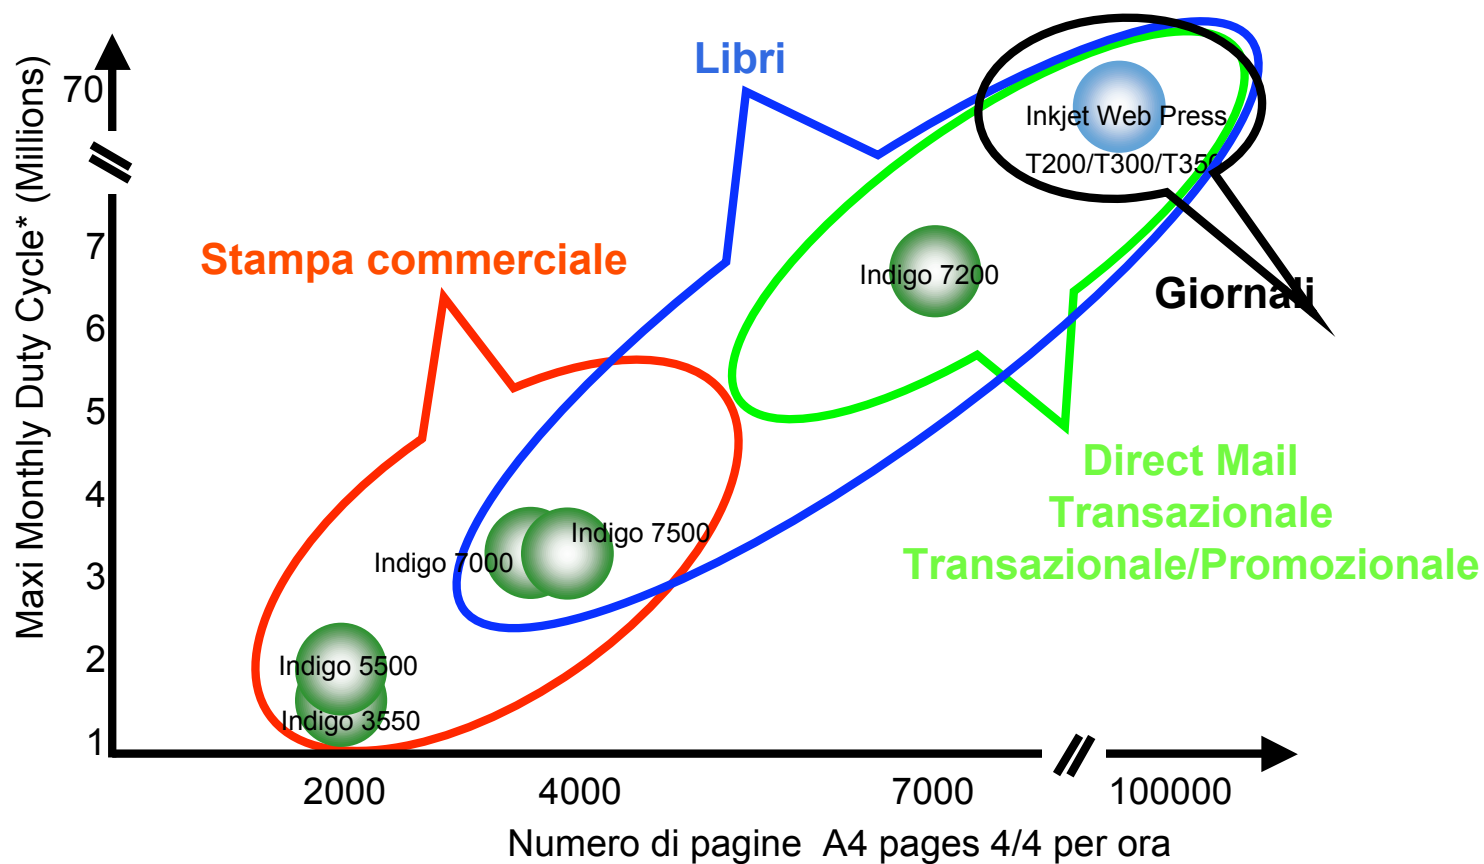 Libri
70
Inkjet Web Press
T200/T300/T350
Maxi Monthly Duty Cycle* (Millions)
7
Stampa commerciale
Indigo 7200
Giornali
6
5
Direct Mail
Transazionale
Transazionale/Promozionale
4
Indigo 7500
Indigo 7000
3
2
Indigo 5500
Indigo 3550
1
2000 4000 7000 100000
Numero di pagine A4 pages 4/4 per ora